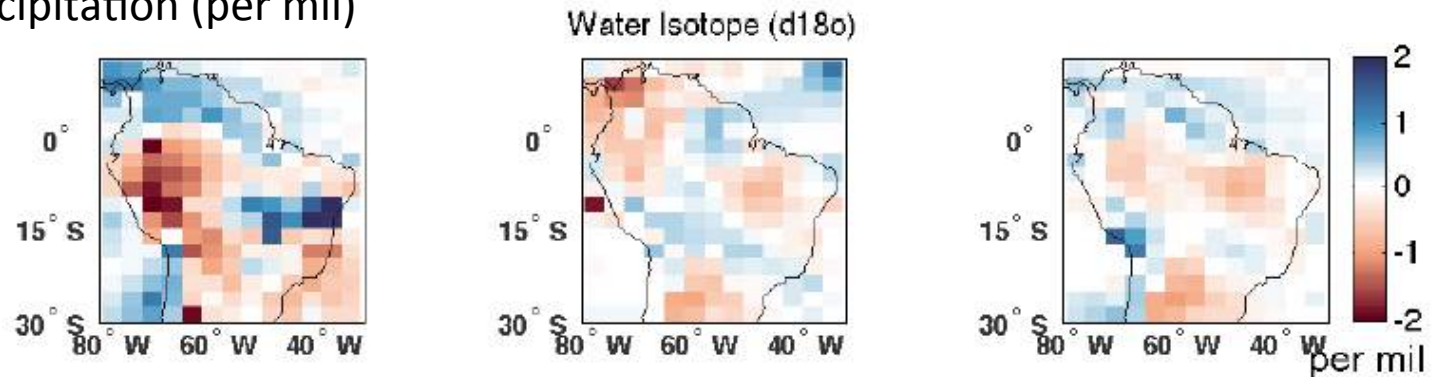 cipitation (per mil)
Water Isotope (d18o)
0° 0° 0° 2
15° S 15° S 15° S 1
30° S 30° S 30° S 0
80° W 60° W 40° W 80° W 60° W 40° W 80° W 60° W 40° W -1
-2
per mil